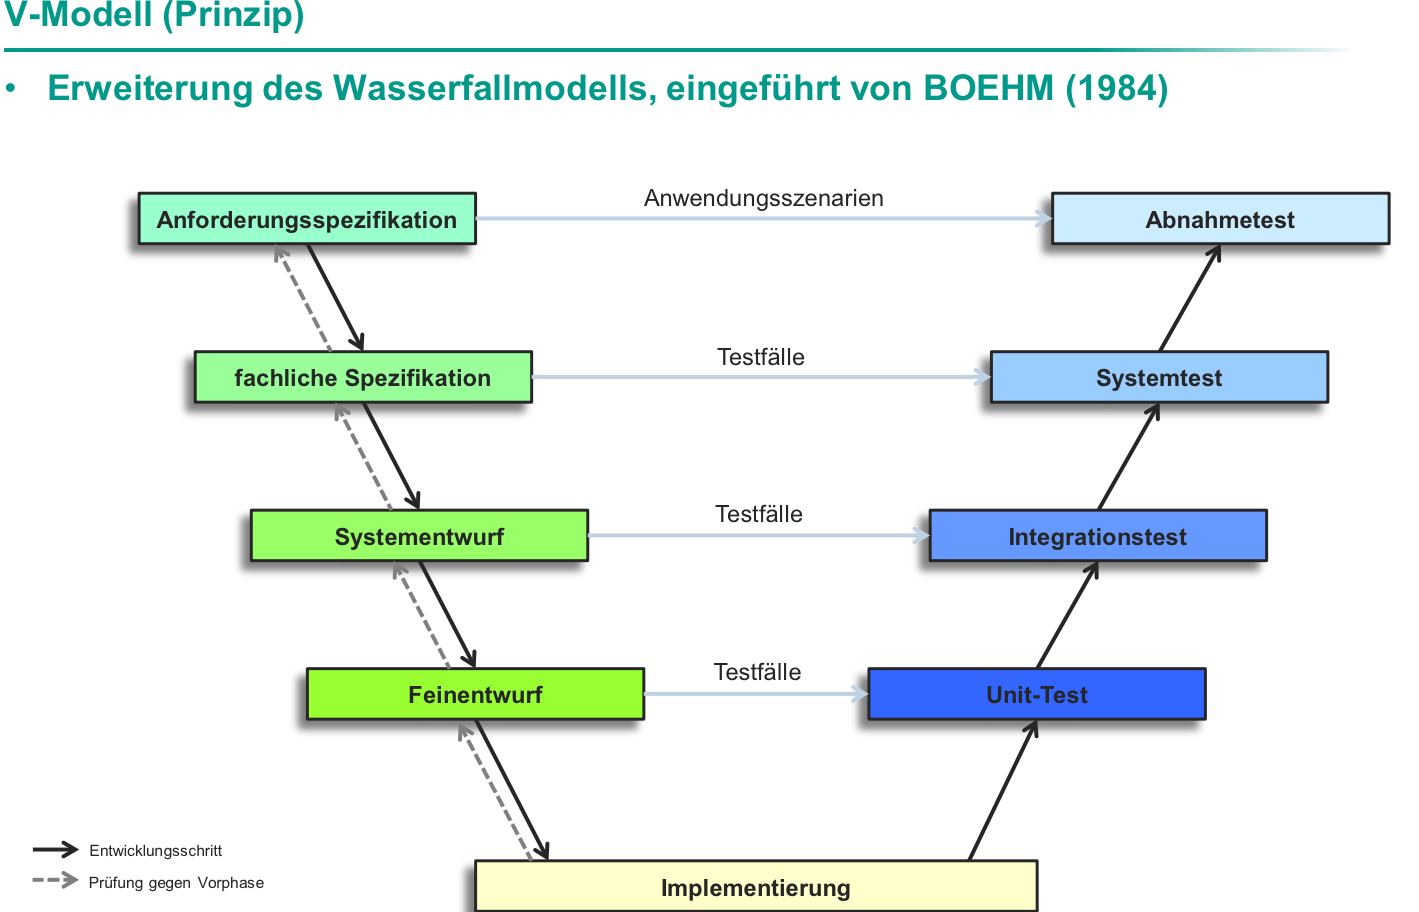 V-Modell (Prinzip)
• Erweiterung des Wasserfallmodells, eingeführt von BOEHM (1984)
Anforderungsspezifikation
Anwendungsszenarien
Abnahmetest
fachliche Spezifikation
Testfälle
Systemtest
Systementwurf
Testfälle
Integrationstest
Feinentwurf
Testfälle
Unit-Test
Entwicklungsschritt
Prüfung gegen Vorphase
Implementierung